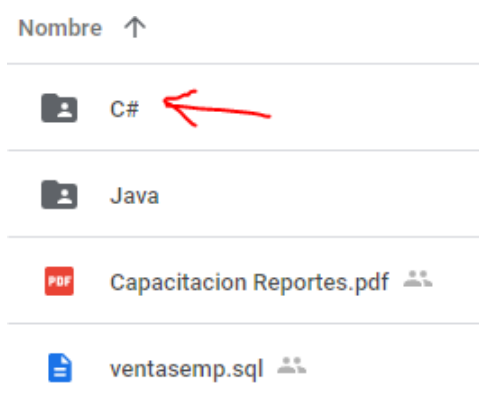 Nombre
C#
Java
PDF Capacitacion Reportes.pdf
ventasemp.sql